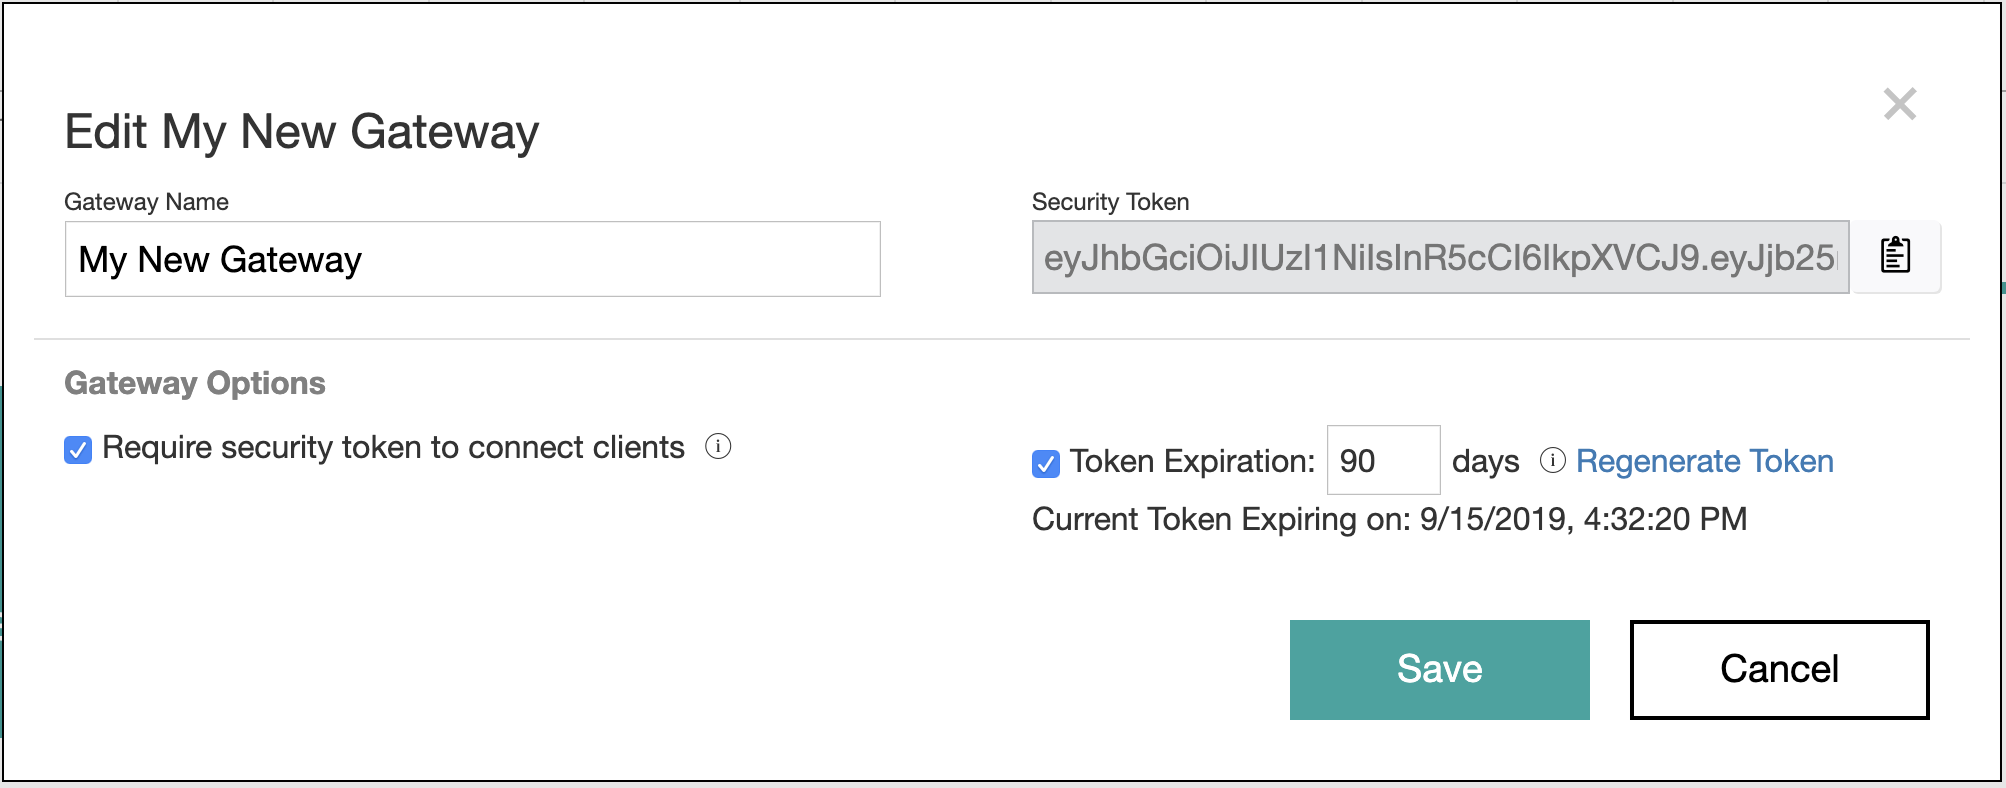 Edit My New Gateway
Gateway Name
Security Token
My New Gateway
eyJhbGciOiJIUzI1NiIsInR5cCI6IkpXVCJ9.eyJjb25
Gateway Options
Require security token to connect clients
Token Expiration: 90 days Regenerate Token
Current Token Expiring on: 9/15/2019, 4:32:20 PM
Save
Cancel